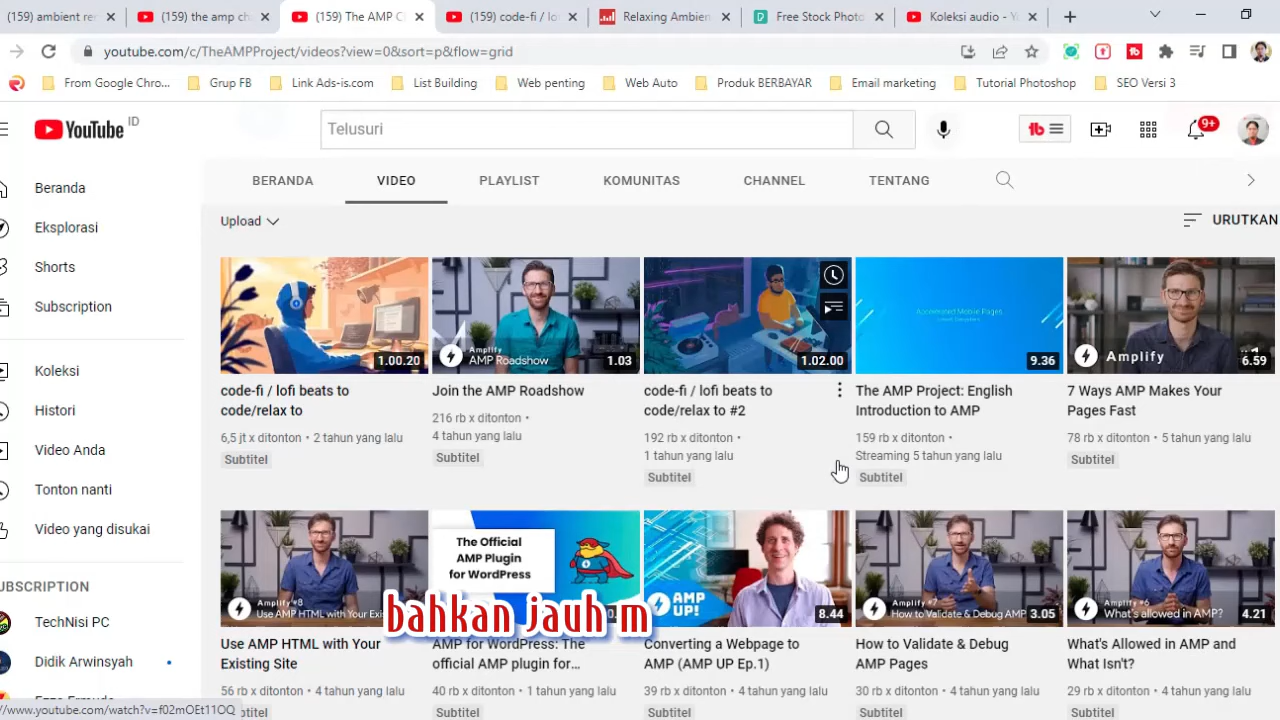 (159) ambient re
(159) the amp cha
(159) The AMP C
(159) code-fi / lo
Relaxing Ambien
Free Stock Photo
Koleksi audio - Y
youtube.com/c/TheAMPProject/videos?view=0&sort=p&flow=grid
From Google Chro...
Grup FB
Link Ads-is.com
List Building
Web penting
Web Auto
Produk BERBAYAR
Email marketing
Tutorial Photoshop
SEO Versi 3
YouTube ID
Telusuri
9+
BERANDA
VIDEO
PLAYLIST
KOMUNITAS
CHANNEL
TENTANG
Beranda
Eksplorasi
Shorts
Subscription
Koleksi
Histori
Video Anda
Tonton nanti
Video yang disukai
SUBSCRIPTION
TechNisi PC
Didik Arwinsyah
Upload
URUTKAN
1.00.20
Amplify
AMP Roadshow
1.03
1.02.00
Accelerated Mobile Pages
9.36
Amplify
6.59
code-fi / lofi beats to
code/relax to
6,5 jt x ditonton • 2 tahun yang lalu
Subtitel
Join the AMP Roadshow
216 rb x ditonton •
4 tahun yang lalu
Subtitel
code-fi / lofi beats to
code/relax to #2
192 rb x ditonton •
1 tahun yang lalu
Subtitel
The AMP Project: English
Introduction to AMP
159 rb x ditonton •
Streaming 5 tahun yang lalu
Subtitel
7 Ways AMP Makes Your
Pages Fast
78 rb x ditonton • 5 tahun yang lalu
Subtitel
Amplify #8
Use AMP HTML with Your Exis
The Official
AMP Plugin
for WordPress
AMP
UP!
8.44
Amplify #7
How to Validate & Debug AMP
3.05
Amplify #6
What's allowed in AMP?
4.21
bahkan jauh m
Use AMP HTML with Your
Existing Site
56 rb x ditonton • 4 tahun yang lalu
Subtitel
AMP for WordPress: The
official AMP plugin for...
40 rb x ditonton • 1 tahun yang lalu
Subtitel
Converting a Webpage to
AMP (AMP UP Ep.1)
39 rb x ditonton • 4 tahun yang lalu
Subtitel
How to Validate & Debug
AMP Pages
30 rb x ditonton • 4 tahun yang lalu
Subtitel
What's Allowed in AMP and
What Isn't?
29 rb x ditonton • 4 tahun yang lalu
Subtitel
//www.youtube.com/watch?v=f02mOEt11OQ